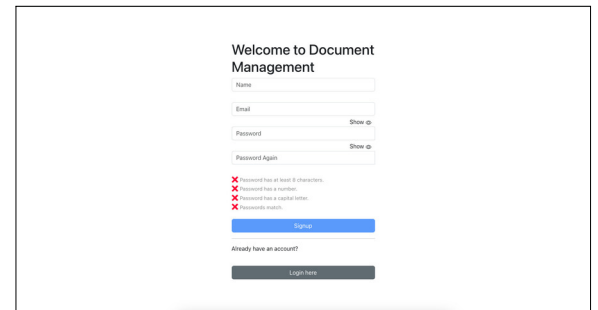 Welcome to Document
Management
Name
Email
Show
Password
Show
Password Again
Password has at least 8 characters.
Password has a number.
Password has a capital letter.
Passwords match.
Signup
Already have an account?
Login here